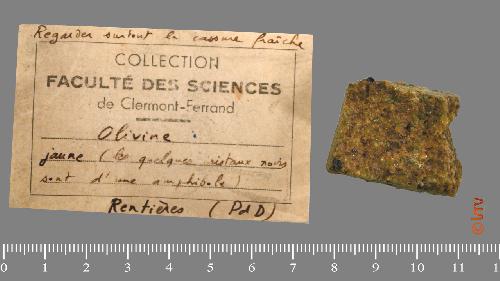 Regarder surtout la cassure fraîche
COLLECTION
FACULTÉ DES SCIENCES
de Clermont-Ferrand
Olivine
jaune (les quelques cristaux noirs
sont d'une amphibole)
Rentières (P d D)
0 1 2 3 4 5 6 7 8 9 10 11